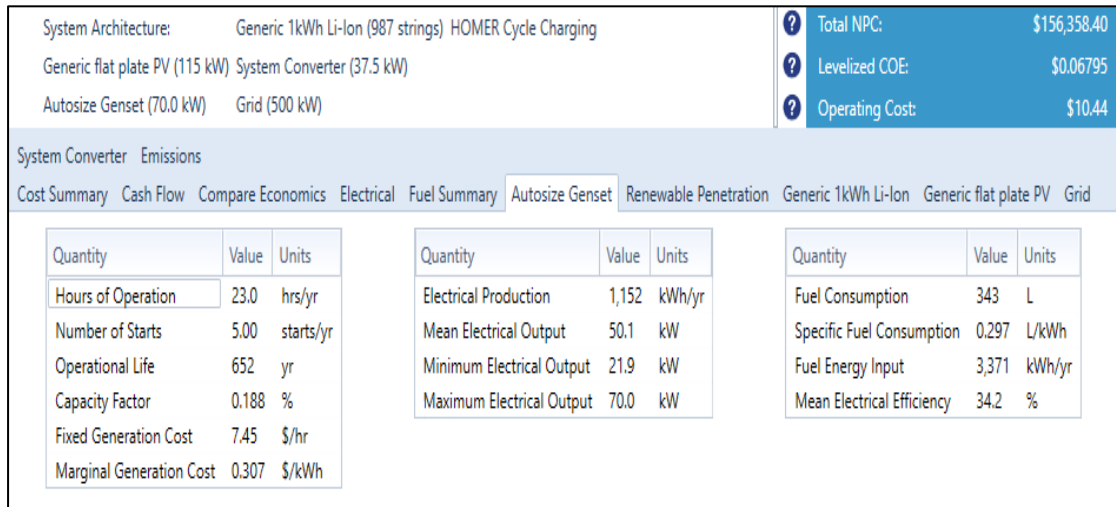 System Architecture: Generic 1kWh Li-Ion (987 strings) HOMER Cycle Charging
Generic flat plate PV (115 kW) System Converter (37.5 kW)
Autosize Genset (70.0 kW) Grid (500 kW)
? Total NPC: $156,358.40
? Levelized COE: $0.06795
? Operating Cost: $10.44
System Converter Emissions
Cost Summary Cash Flow Compare Economics Electrical Fuel Summary Autosize Genset Renewable Penetration Generic 1kWh Li-Ion Generic flat plate PV Grid
Quantity Value Units
Hours of Operation 23.0 hrs/yr
Number of Starts 5.00 starts/yr
Operational Life 652 yr
Capacity Factor 0.188 %
Fixed Generation Cost 7.45 $/hr
Marginal Generation Cost 0.307 $/kWh
Quantity Value Units
Electrical Production 1,152 kWh/yr
Mean Electrical Output 50.1 kW
Minimum Electrical Output 21.9 kW
Maximum Electrical Output 70.0 kW
Quantity Value Units
Fuel Consumption 343 L
Specific Fuel Consumption 0.297 L/kWh
Fuel Energy Input 3,371 kWh/yr
Mean Electrical Efficiency 34.2 %